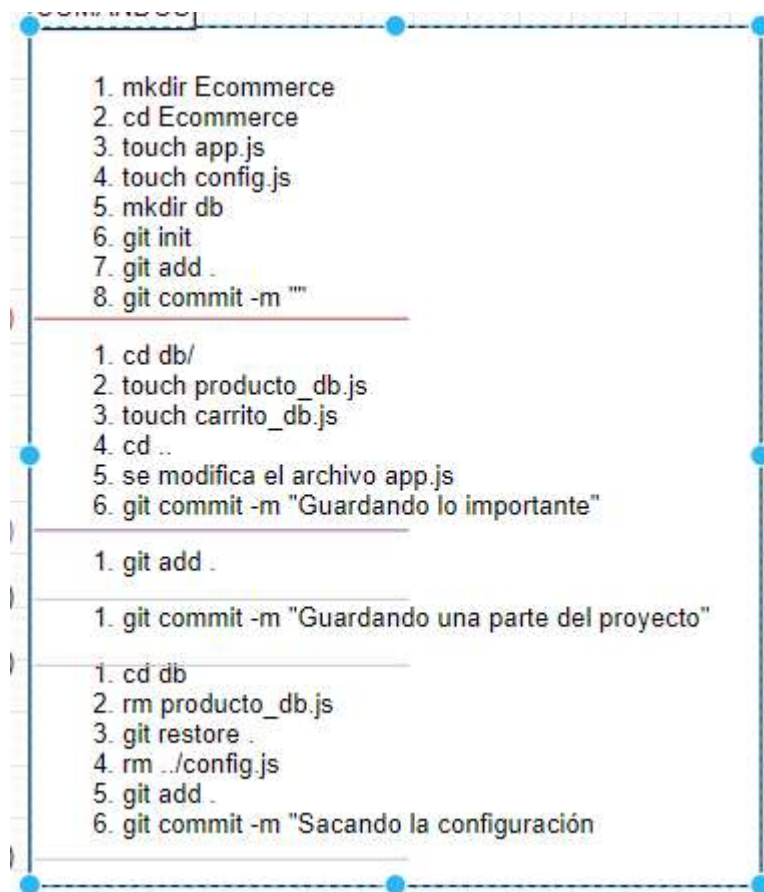 COMANDOS
1. mkdir Ecommerce
2. cd Ecommerce
3. touch app.js
4. touch config.js
5. mkdir db
6. git init
7. git add .
8. git commit -m ""
1. cd db/
2. touch producto_db.js
3. touch carrito_db.js
4. cd ..
5. se modifica el archivo app.js
6. git commit -m "Guardando lo importante"
1. git add .
1. git commit -m "Guardando una parte del proyecto"
1. cd db
2. rm producto_db.js
3. git restore .
4. rm ../config.js
5. git add .
6. git commit -m "Sacando la configuración